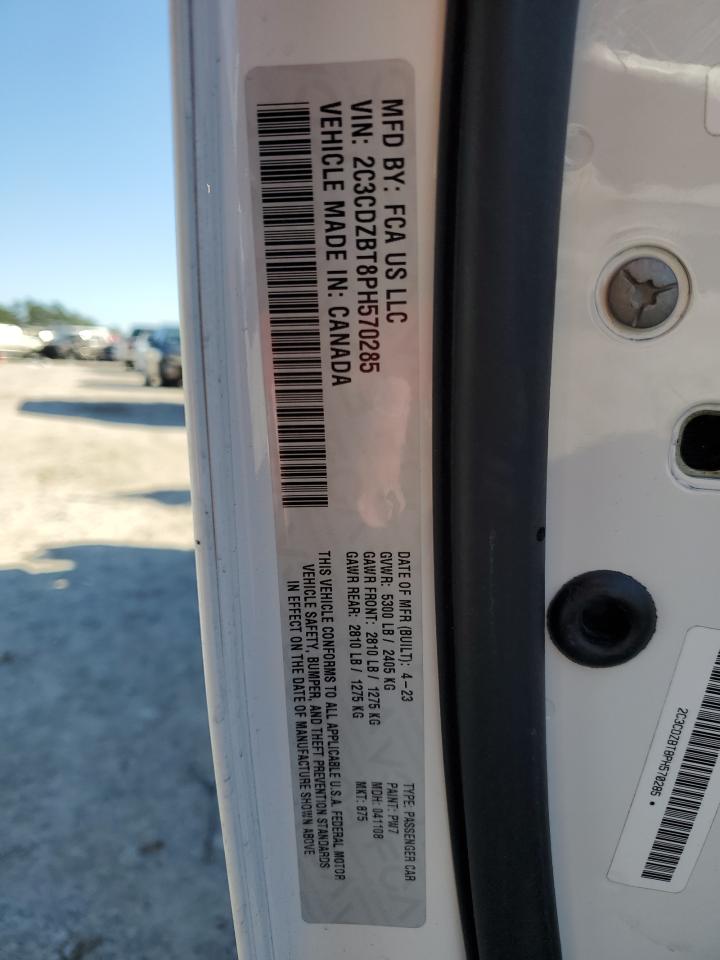 MFD BY: FCA US LLC
VIN: 2C3CDZBT8PH570285
VEHICLE MADE IN: CANADA
DATE OF MFR (BUILT): 4-23
GVWR: 5300 LB / 2405 KG
GAWR FRONT: 2810 LB / 1275 KG
GAWR REAR: 2810 LB / 1275 KG
THIS VEHICLE CONFORMS TO ALL APPLICABLE U.S.A. FEDERAL MOTOR
VEHICLE SAFETY, BUMPER, AND THEFT PREVENTION STANDARDS
IN EFFECT ON THE DATE OF MANUFACTURE SHOWN ABOVE
TYPE: PASSENGER CAR
PAINT: PW7
MDH: 041108
MKT: 875
2C3CDZBT8PH570285 •